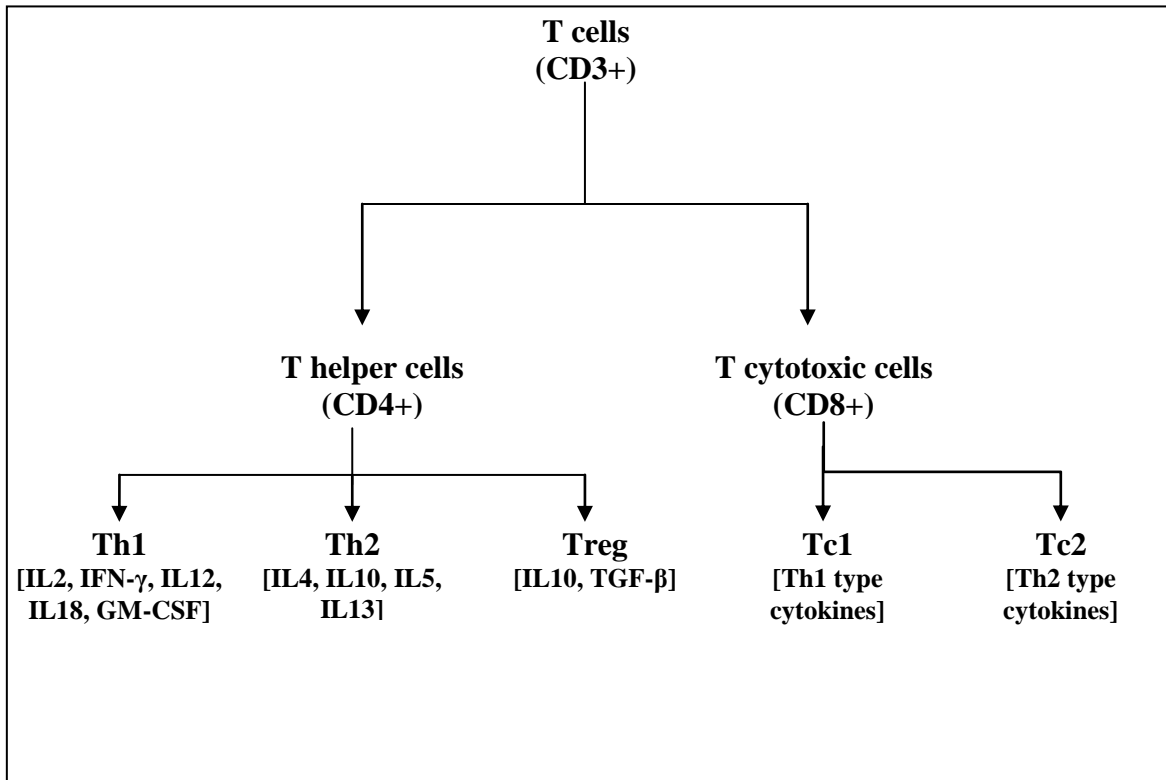 T cells
(CD3+)
T helper cells
(CD4+)
T cytotoxic cells
(CD8+)
Th1
[IL2, IFN-γ, IL12,
IL18, GM-CSF]
Th2
[IL4, IL10, IL5,
IL13]
Treg
[IL10, TGF-β]
Tc1
[Th1 type
cytokines]
Tc2
[Th2 type
cytokines]